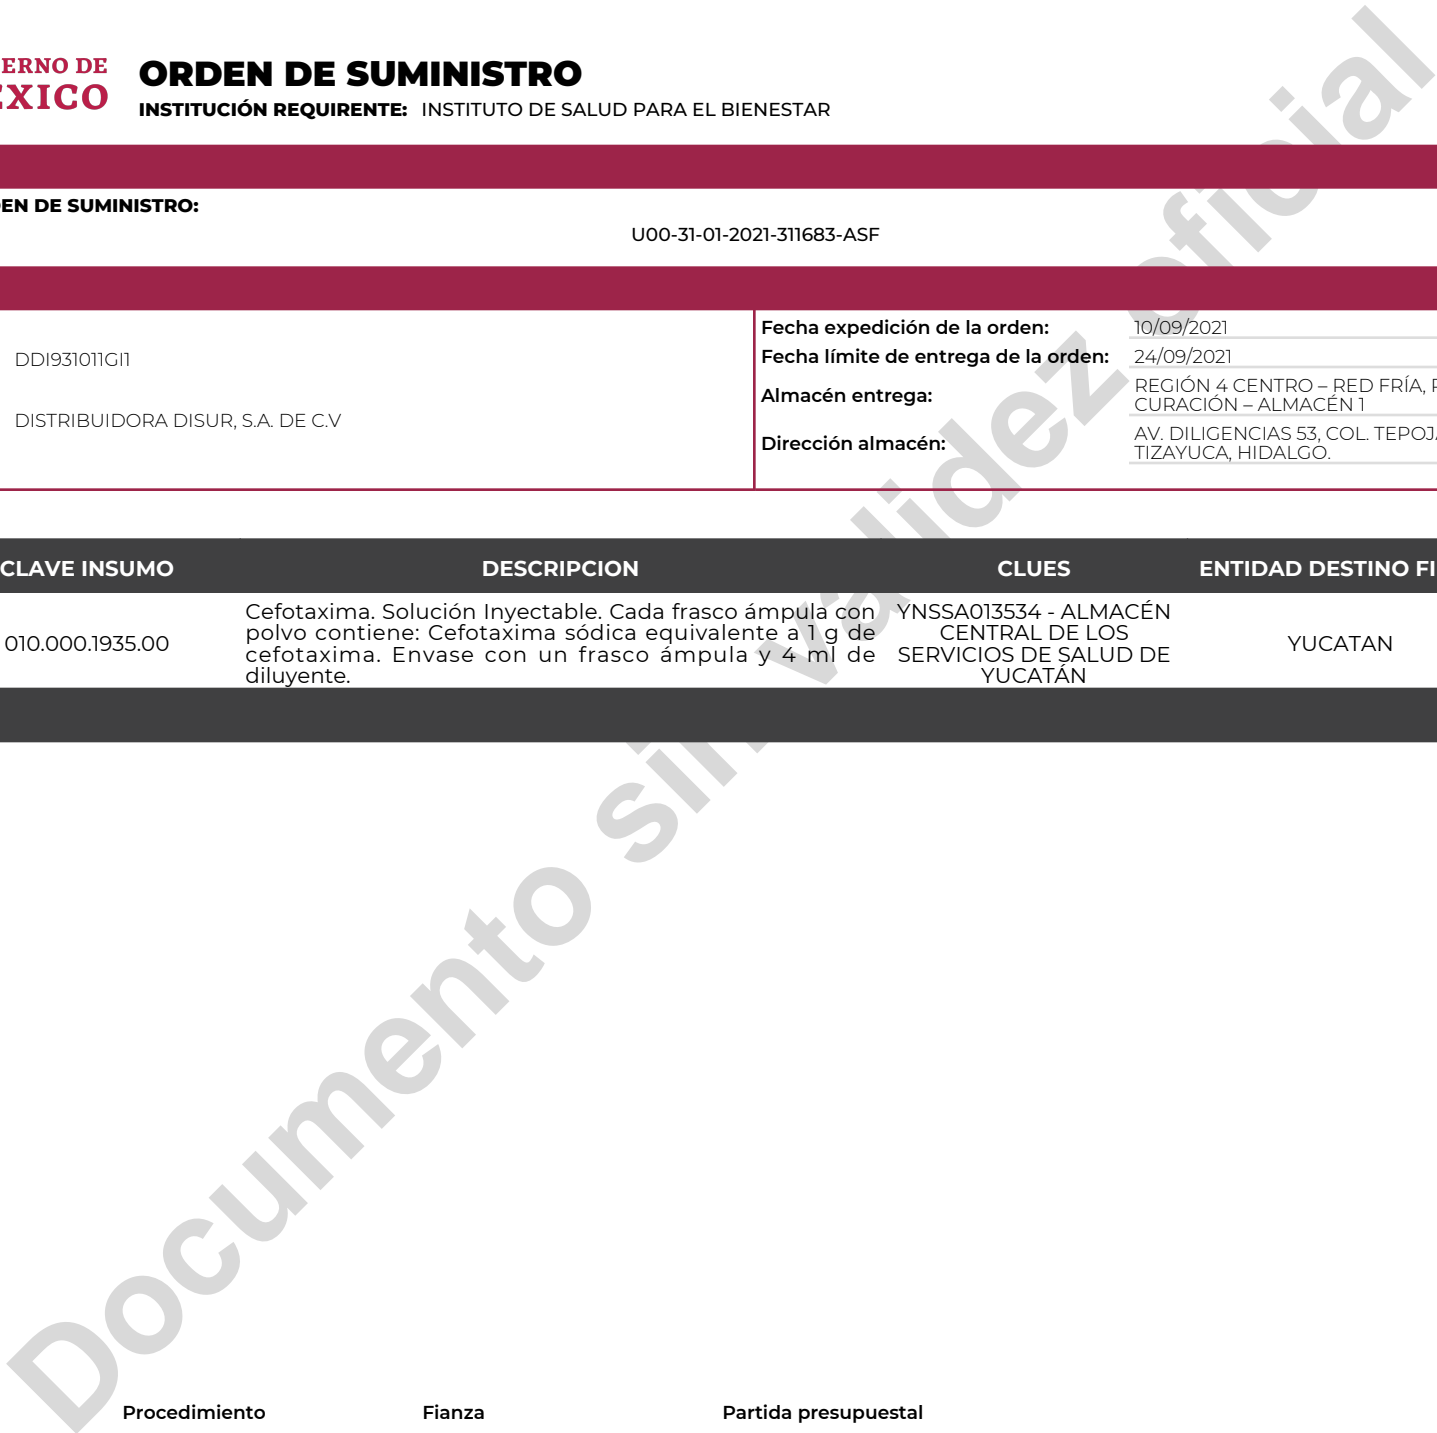 ERNO DE
EXICO
ORDEN DE SUMINISTRO
INSTITUCIÓN REQUIRENTE: INSTITUTO DE SALUD PARA EL BIENESTAR
EN DE SUMINISTRO:
U00-31-01-2021-311683-ASF
DDI931011GI1
DISTRIBUIDORA DISUR, S.A. DE C.V
Fecha expedición de la orden: 10/09/2021
Fecha límite de entrega de la orden: 24/09/2021
Almacén entrega: REGIÓN 4 CENTRO – RED FRÍA,
CURACIÓN – ALMACÉN 1
Dirección almacén: AV. DILIGENCIAS 53, COL. TEPOJ
TIZAYUCA, HIDALGO.
CLAVE INSUMO DESCRIPCION CLUES ENTIDAD DESTINO FI
010.000.1935.00
Cefotaxima. Solución Inyectable. Cada frasco ámpula con
polvo contiene: Cefotaxima sódica equivalente a 1 g de
cefotaxima. Envase con un frasco ámpula y 4 ml de
diluyente.
YNSSA013534 - ALMACÉN
CENTRAL DE LOS
SERVICIOS DE SALUD DE
YUCATÁN
YUCATAN
Documento sin validez oficial
Procedimiento Fianza Partida presupuestal